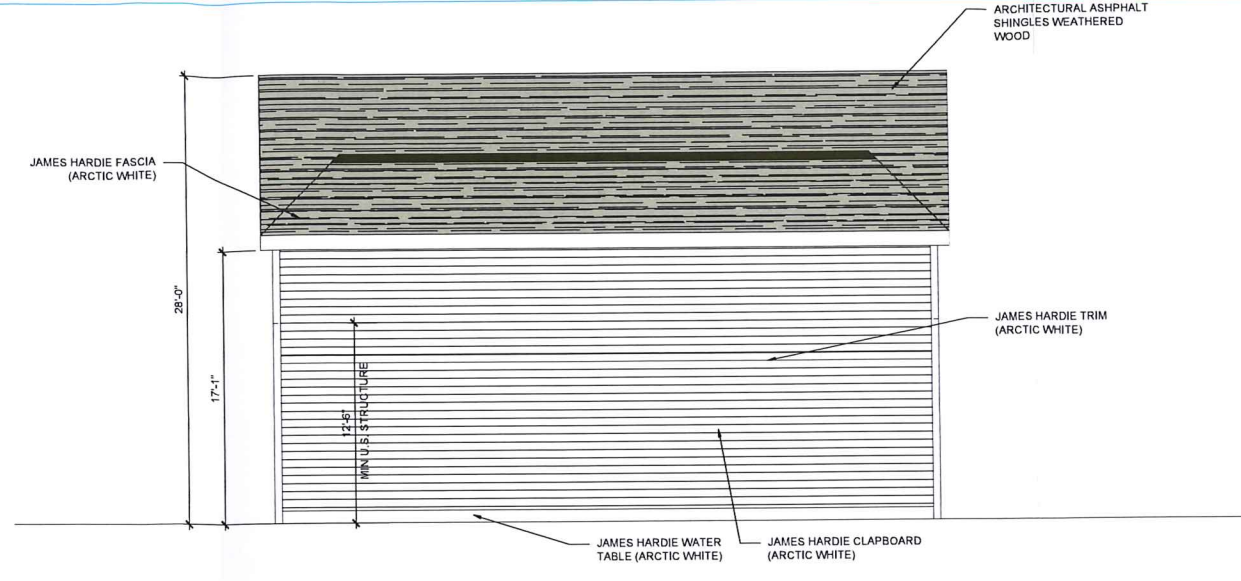 ARCHITECTURAL ASHPHALT
SHINGLES WEATHERED
WOOD
JAMES HARDIE FASCIA
(ARCTIC WHITE)
28'-0"
17'-1"
12'-6"
MIN U.S. STRUCTURE
JAMES HARDIE TRIM
(ARCTIC WHITE)
JAMES HARDIE WATER
TABLE (ARCTIC WHITE)
JAMES HARDIE CLAPBOARD
(ARCTIC WHITE)